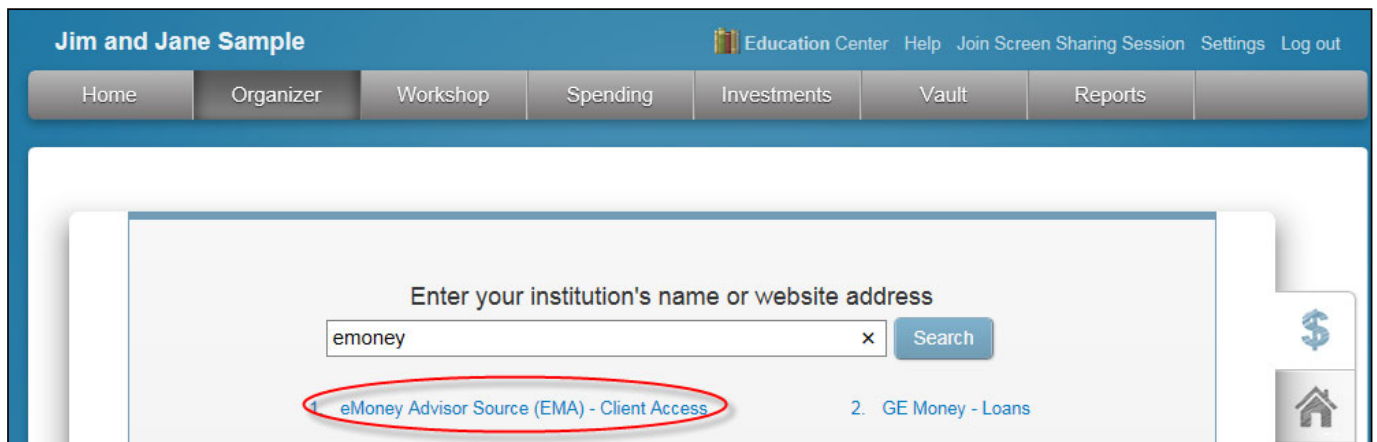 Jim and Jane Sample
Education Center Help Join Screen Sharing Session Settings Log out
Home Organizer Workshop Spending Investments Vault Reports
Enter your institution's name or website address
emoney × Search
1. eMoney Advisor Source (EMA) - Client Access 2. GE Money - Loans
$